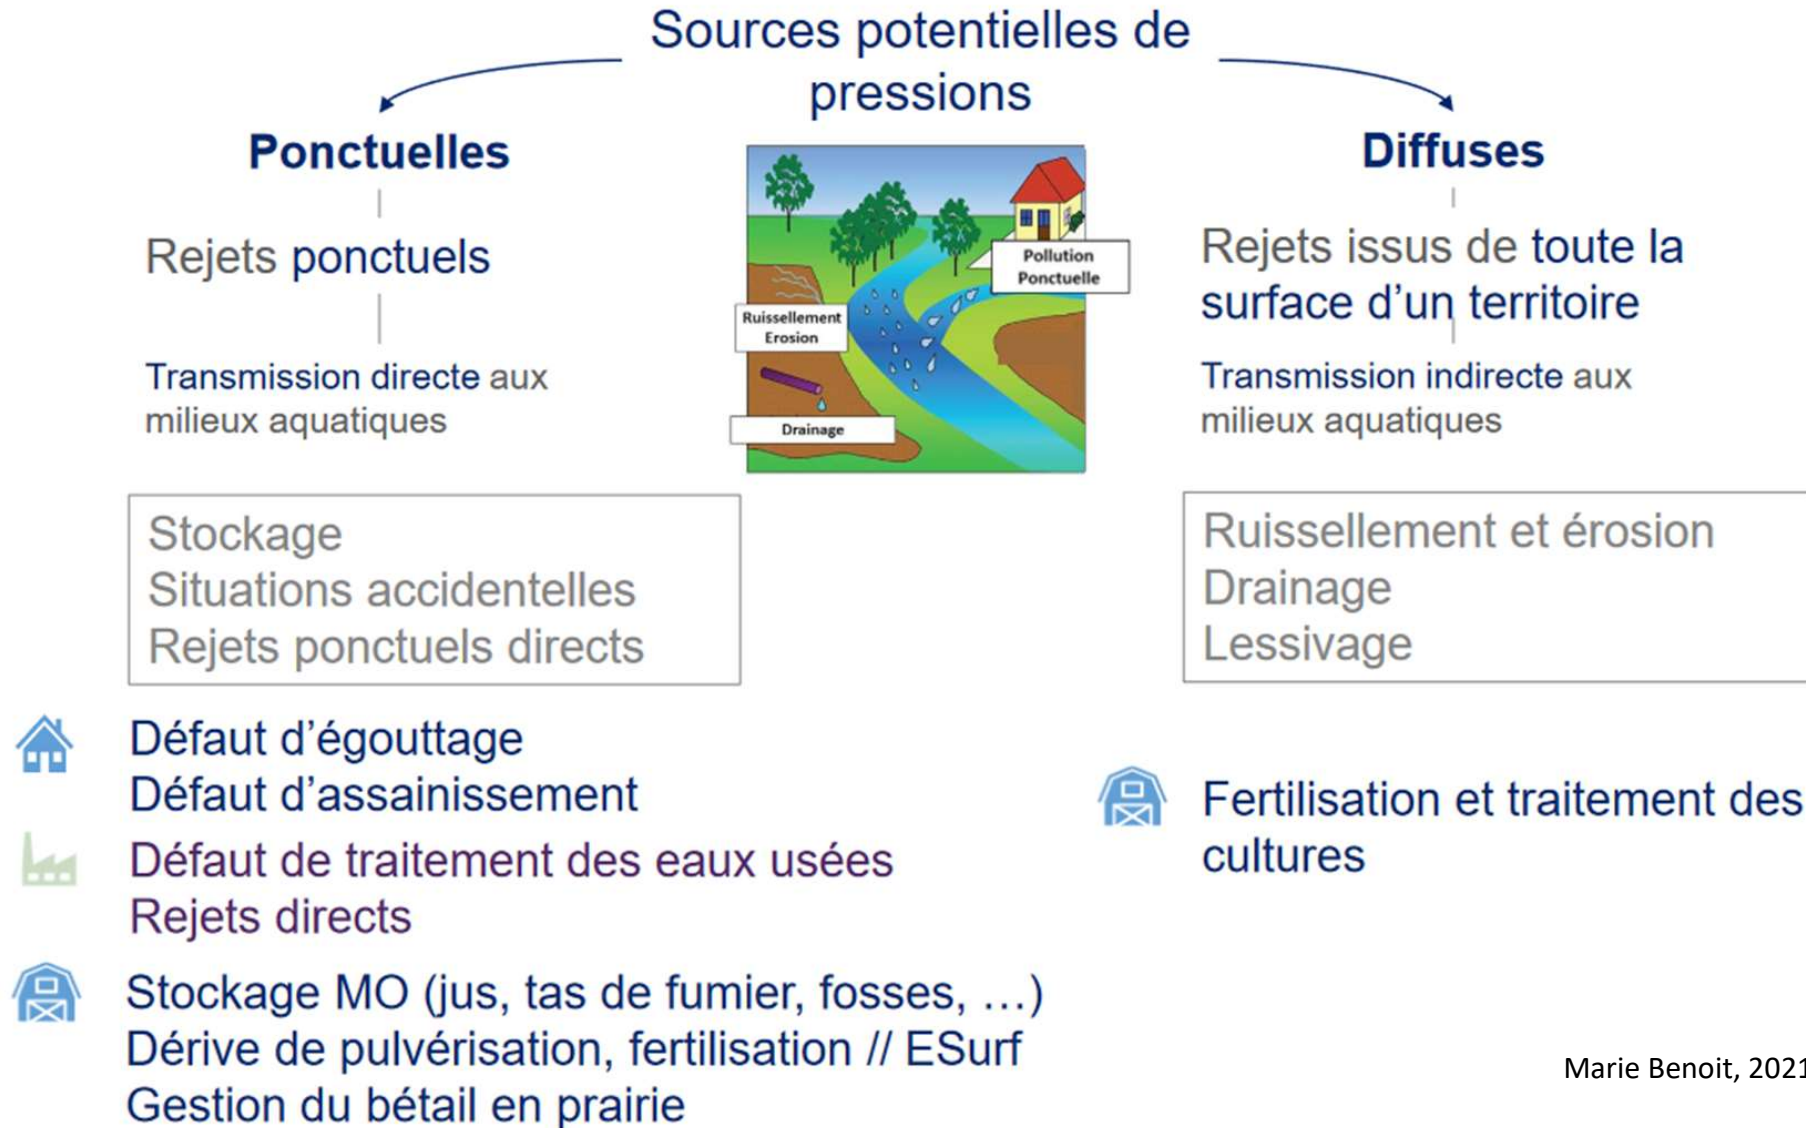 Sources potentielles de
pressions
Ponctuelles
Rejets ponctuels
Transmission directe aux
milieux aquatiques
Stockage
Situations accidentelles
Rejets ponctuels directs
Défaut d'égouttage
Défaut d'assainissement
Défaut de traitement des eaux usées
Rejets directs
Stockage MO (jus, tas de fumier, fosses, …)
Dérive de pulvérisation, fertilisation // ESurf
Gestion du bétail en prairie
Pollution
Ponctuelle
Ruissellement
Erosion
Drainage
Diffuses
Rejets issus de toute la
surface d'un territoire
Transmission indirecte aux
milieux aquatiques
Ruissellement et érosion
Drainage
Lessivage
Fertilisation et traitement des
cultures
Marie Benoit, 2021